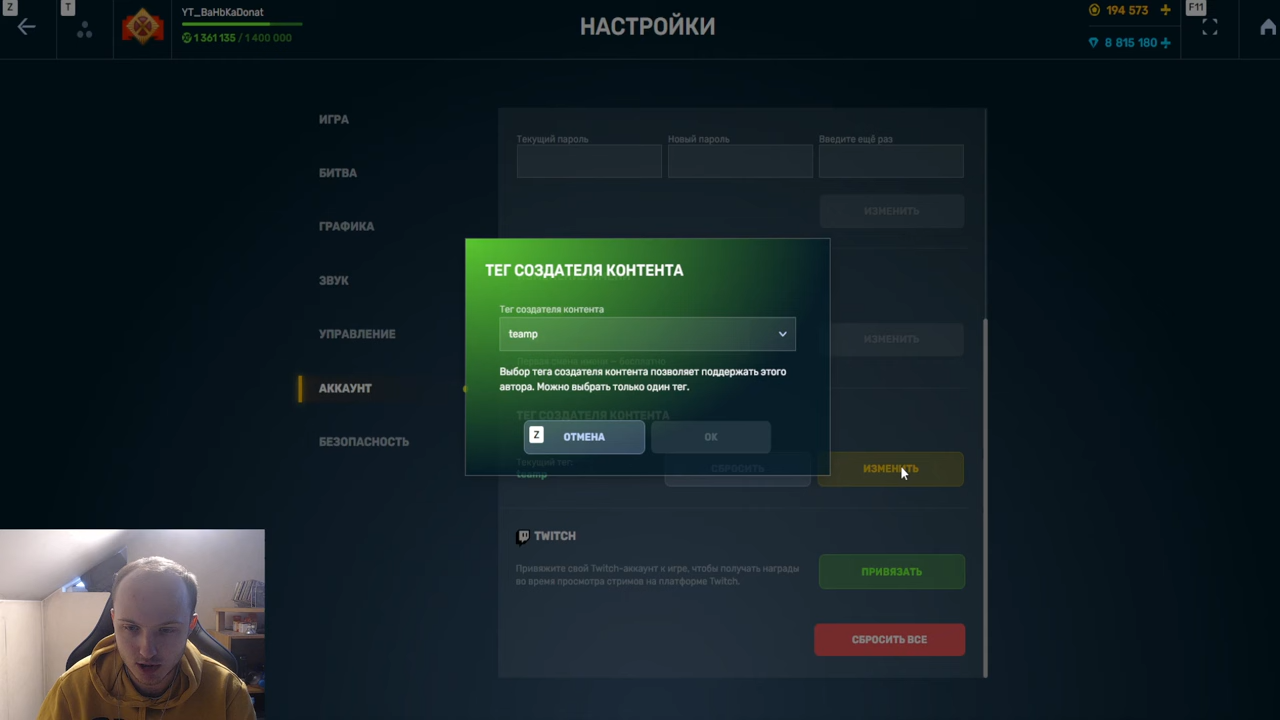 Z
T
YT_BaHbKaDonat
1 361 135 / 1 400 000
НАСТРОЙКИ
194 573
8 815 180
F11
ИГРА
БИТВА
ГРАФИКА
ЗВУК
УПРАВЛЕНИЕ
АККАУНТ
БЕЗОПАСНОСТЬ
Текущий пароль
Новый пароль
Введите ещё раз
ИЗМЕНИТЬ
ТЕГ СОЗДАТЕЛЯ КОНТЕНТА
Тег создателя контента
teamp
ИЗМЕНИТЬ
Первая смена имени – бесплатно
Выбор тега создателя контента позволяет поддержать этого
автора. Можно выбрать только один тег.
ТЕГ СОЗДАТЕЛЯ КОНТЕНТА
Z
ОТМЕНА
ОК
Текущий тег:
teamp
СБРОСИТЬ
ИЗМЕНИТЬ
TWITCH
Привяжите свой Twitch-аккаунт к игре, чтобы получать награды
во время просмотра стримов на платформе Twitch.
ПРИВЯЗАТЬ
СБРОСИТЬ ВСЕ